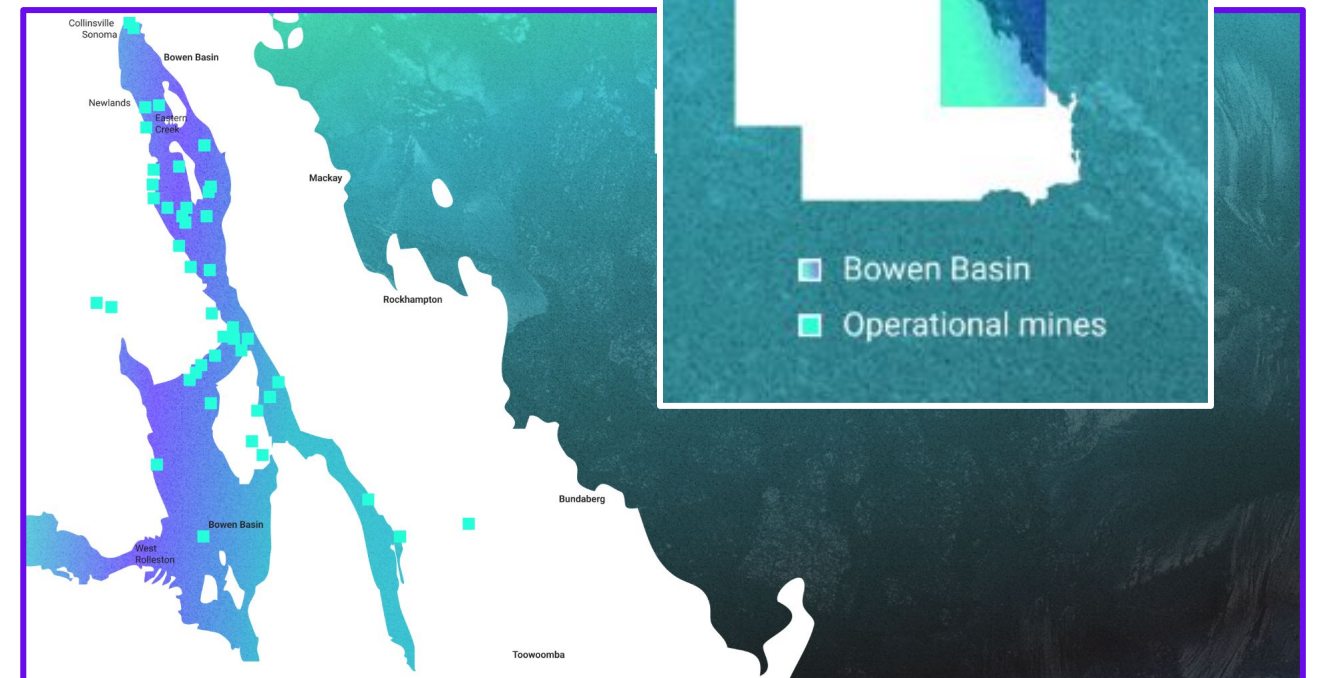 Collinsville
Sonoma
Bowen Basin
Newlands
Eastern
Creek
Mackay
Rockhampton
Bowen Basin
Operational mines
Bundaberg
Bowen Basin
West
Rolleston
Toowoomba